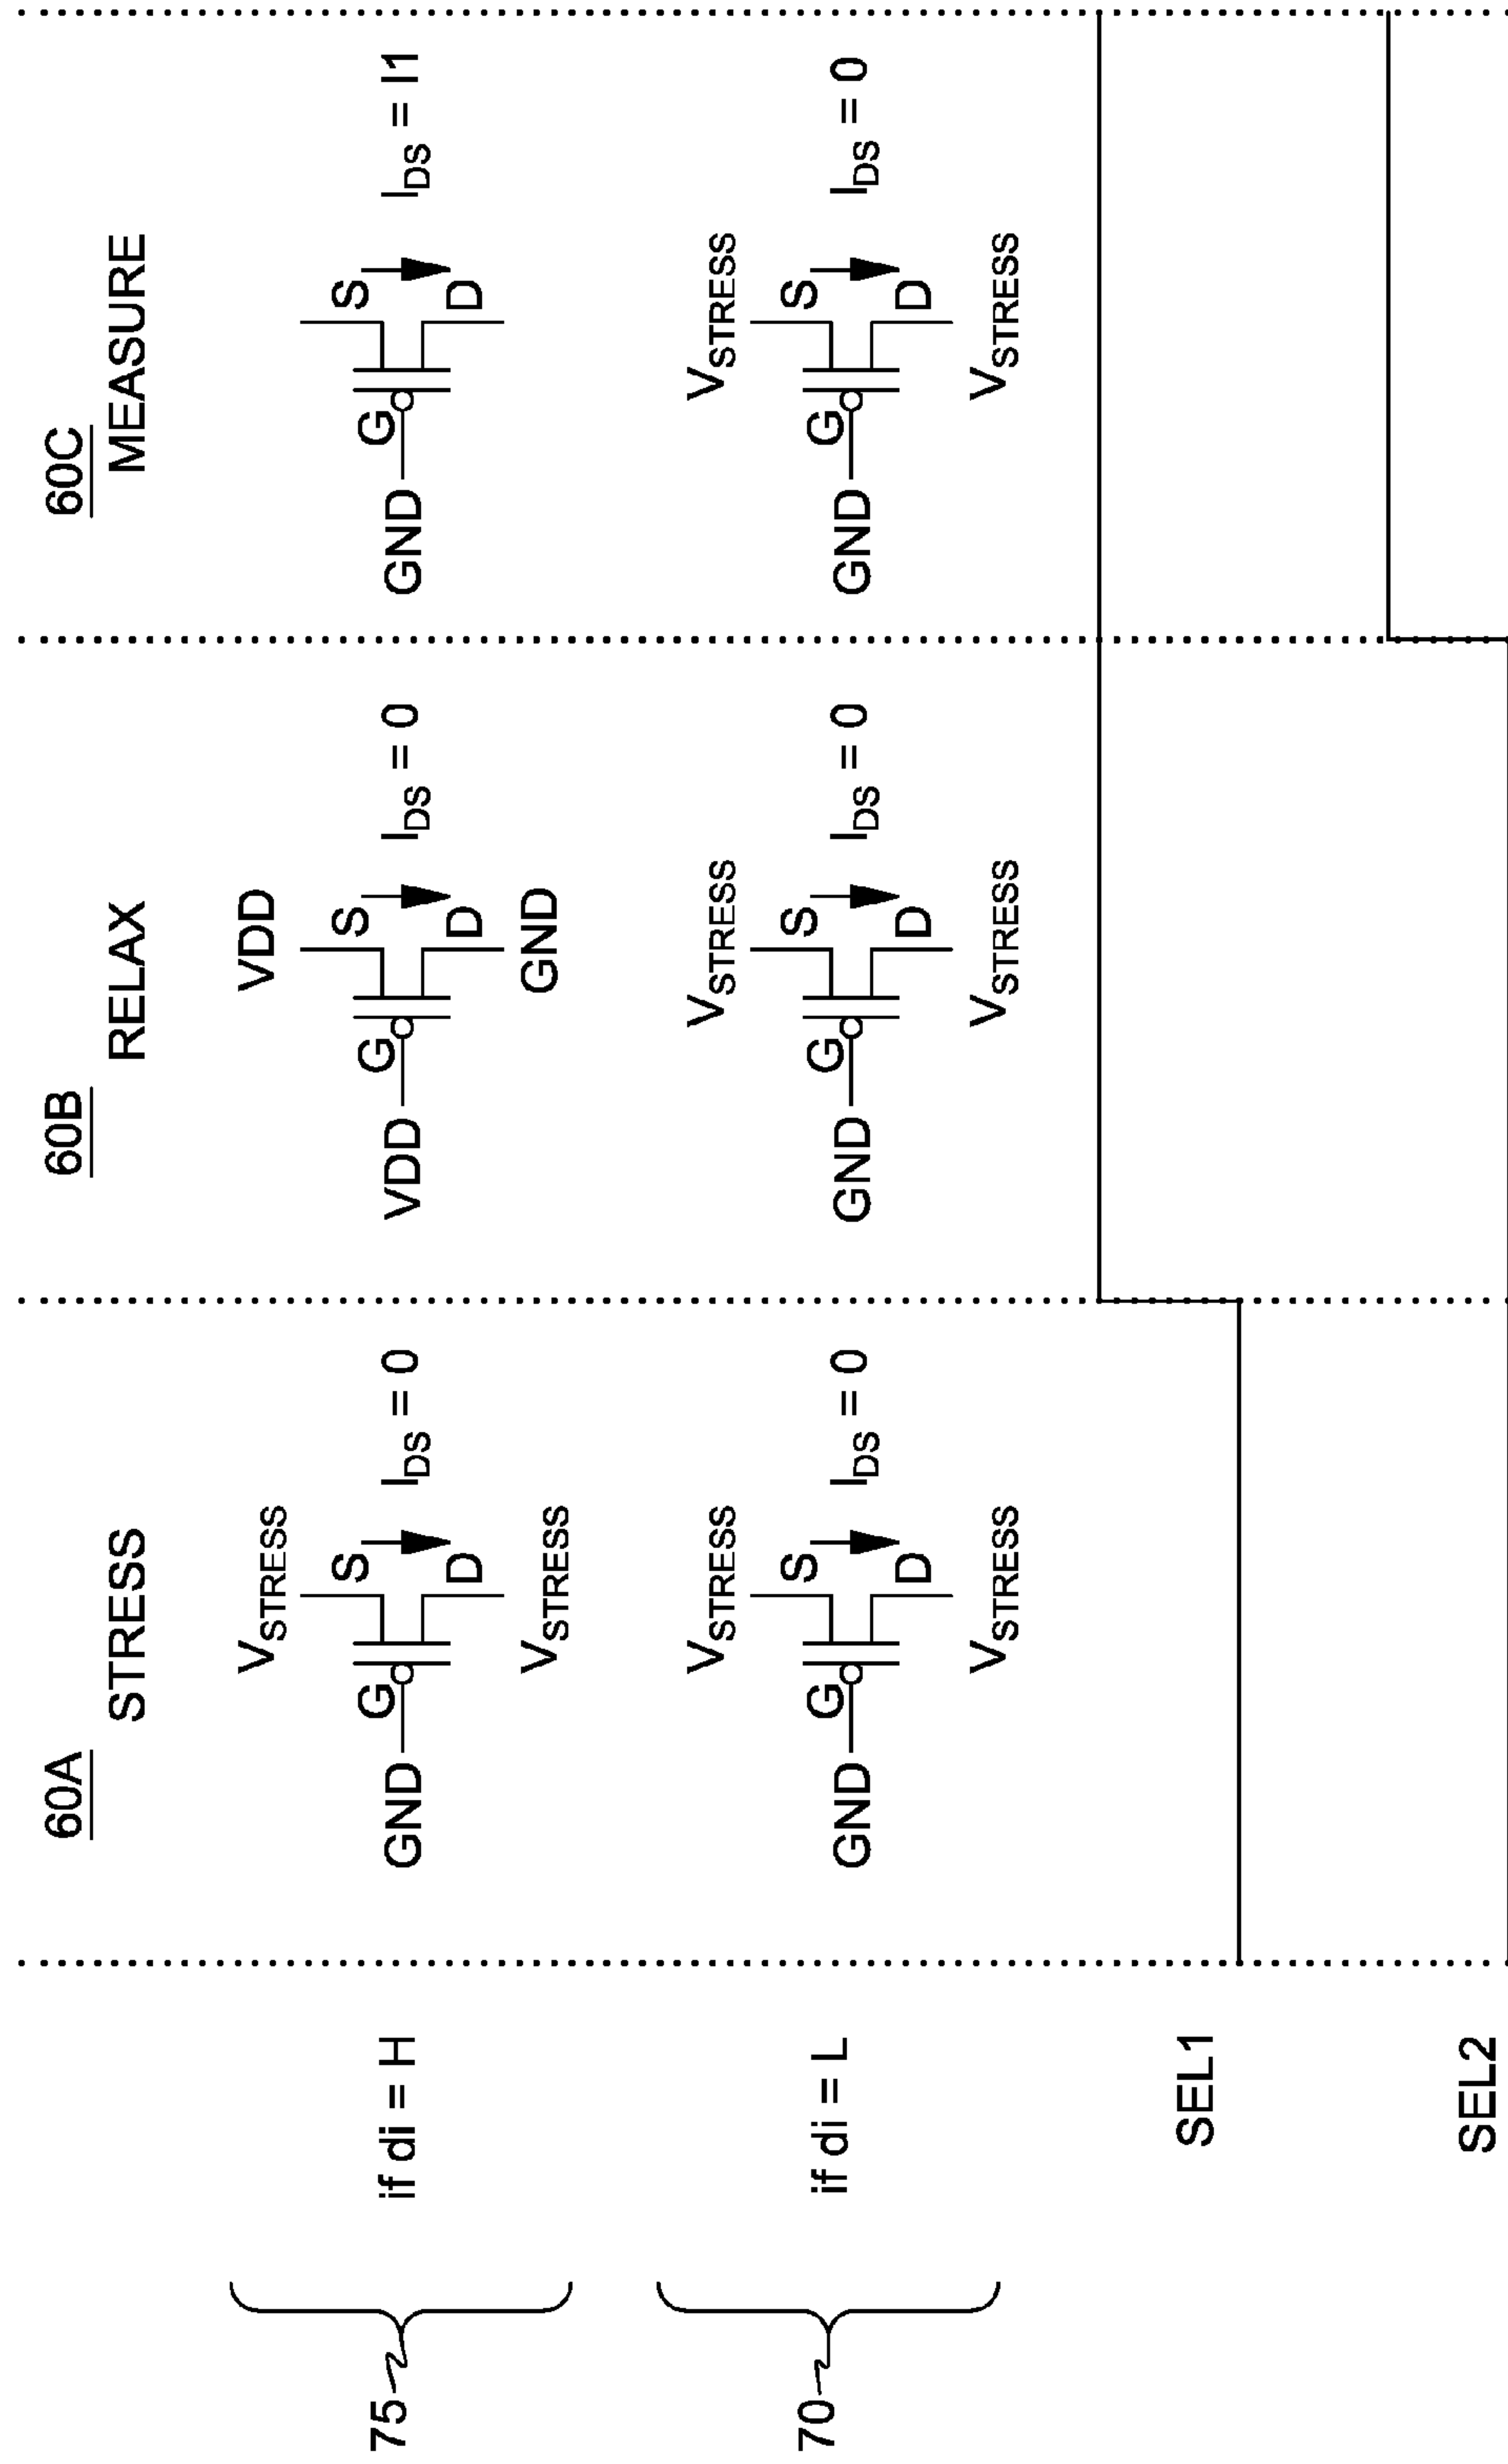 60A
STRESS
60B
RELAX
60C
MEASURE
75
if di = H
VSTRESS
GND
G
S
D
IDS = 0
VSTRESS
VDD
VDD
G
S
D
IDS = 0
GND
GND
G
S
D
IDS = I1
70
if di = L
VSTRESS
GND
G
S
D
IDS = 0
VSTRESS
VSTRESS
GND
G
S
D
IDS = 0
VSTRESS
VSTRESS
GND
G
S
D
IDS = 0
VSTRESS
SEL1
SEL2